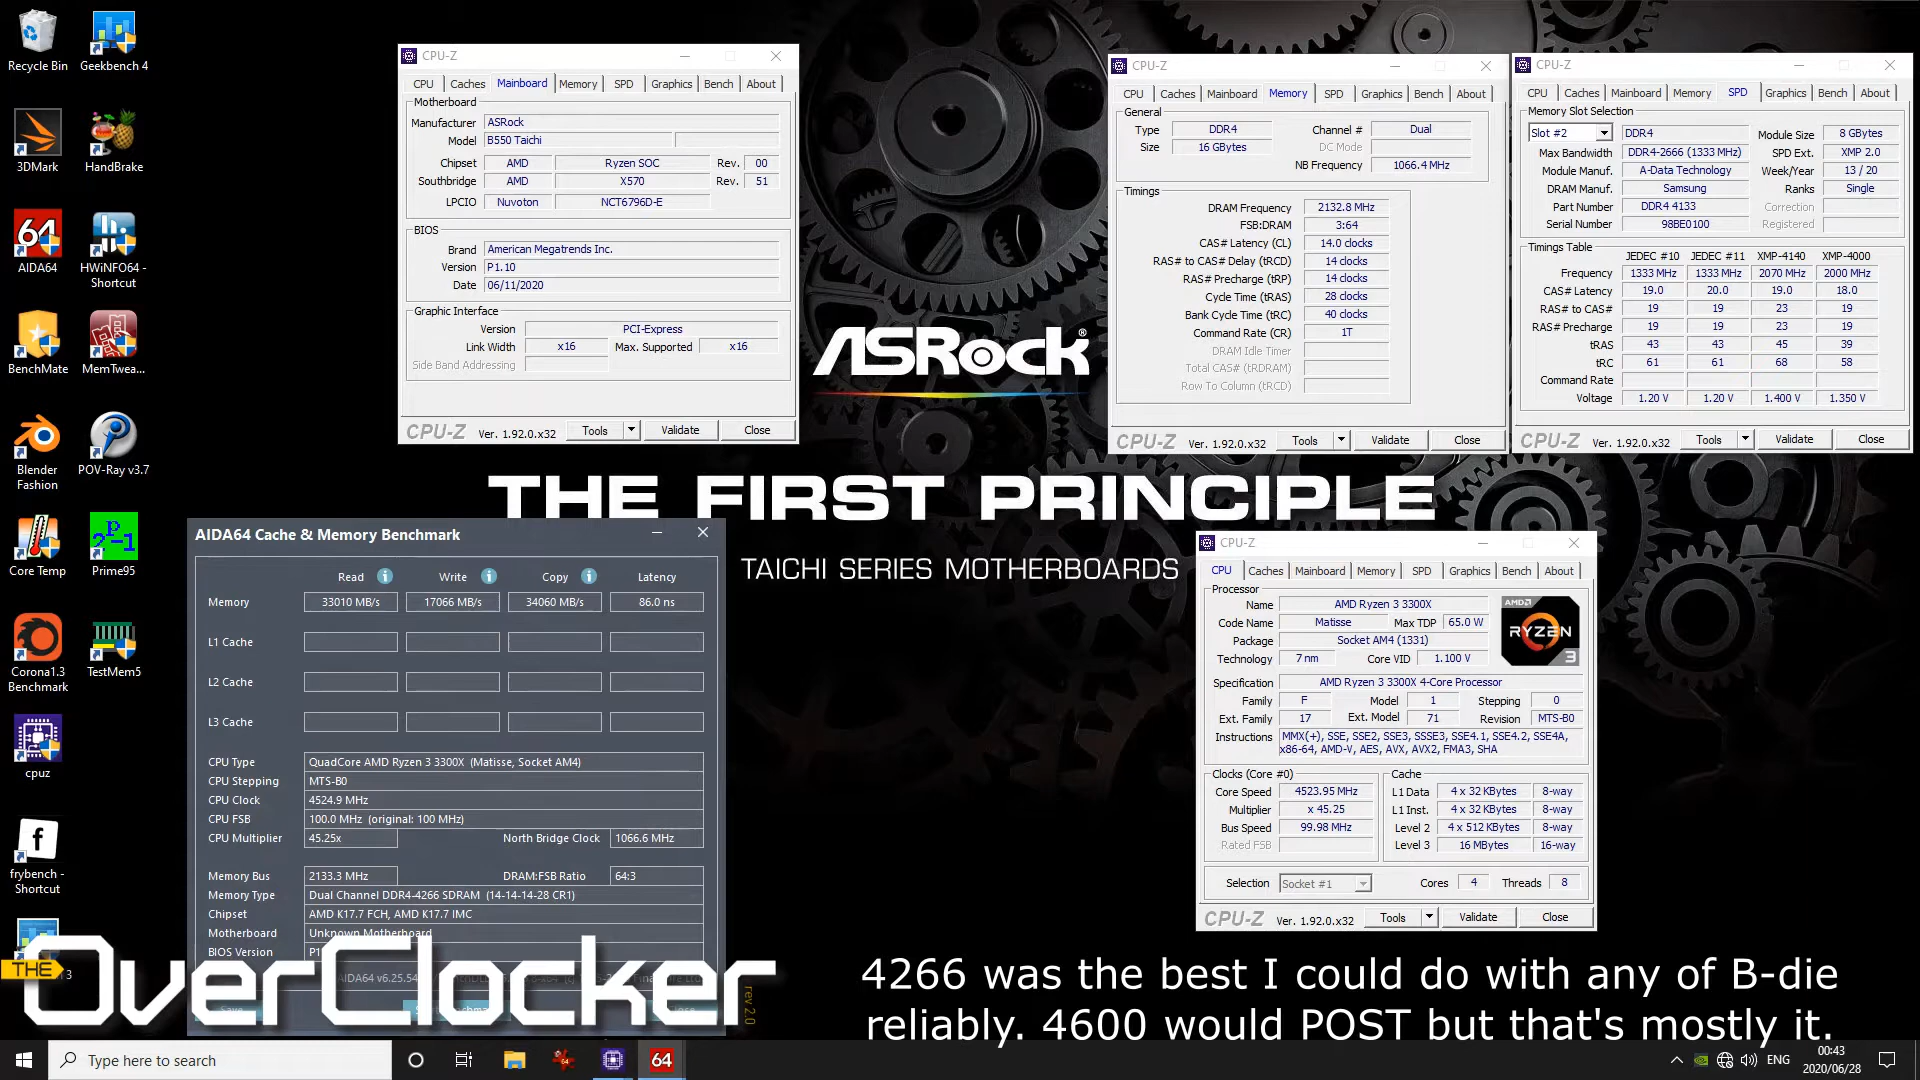 Recycle Bin
Geekbench 4
3DMark
HandBrake
AIDA64
HWiNFO64 -
Shortcut
BenchMate
MemTwea...
Blender
Fashion
POV-Ray v3.7
Core Temp
Prime95
Corona1.3
Benchmark
TestMem5
cpuz
frybench -
Shortcut
CPU-Z
CPU Caches Mainboard Memory SPD Graphics Bench About
Motherboard
Manufacturer ASRock
Model B550 Taichi
Chipset AMD Ryzen SOC Rev. 00
Southbridge AMD X570 Rev. 51
LPCIO Nuvoton NCT6796D-E
BIOS
Brand American Megatrends Inc.
Version P1.10
Date 06/11/2020
Graphic Interface
Version PCI-Express
Link Width x16 Max. Supported x16
Side Band Addressing
CPU-Z Ver. 1.92.0.x32 Tools Validate Close
CPU-Z
CPU Caches Mainboard Memory SPD Graphics Bench About
General
Type DDR4 Channel # Dual
Size 16 GBytes DC Mode
NB Frequency 1066.4 MHz
Timings
DRAM Frequency 2132.8 MHz
FSB:DRAM 3:64
CAS# Latency (CL) 14.0 clocks
RAS# to CAS# Delay (tRCD) 14 clocks
RAS# Precharge (tRP) 14 clocks
Cycle Time (tRAS) 28 clocks
Bank Cycle Time (tRC) 40 clocks
Command Rate (CR) 1T
DRAM Idle Timer
Total CAS# (tRDRAM)
Row To Column (tRCD)
CPU-Z Ver. 1.92.0.x32 Tools Validate Close
CPU-Z
CPU Caches Mainboard Memory SPD Graphics Bench About
Memory Slot Selection
Slot #2 DDR4 Module Size 8 GBytes
Max Bandwidth DDR4-2666 (1333 MHz) SPD Ext. XMP 2.0
Module Manuf. A-Data Technology Week/Year 13 / 20
DRAM Manuf. Samsung Ranks Single
Part Number DDR4 4133 Correction
Serial Number 98BE0100 Registered
Timings Table
JEDEC #10 JEDEC #11 XMP-4140 XMP-4000
Frequency 1333 MHz 1333 MHz 2070 MHz 2000 MHz
CAS# Latency 19.0 20.0 19.0 18.0
RAS# to CAS# 19 19 23 19
RAS# Precharge 19 19 23 19
tRAS 43 43 45 39
tRC 61 61 68 58
Command Rate
Voltage 1.20 V 1.20 V 1.400 V 1.350 V
CPU-Z Ver. 1.92.0.x32 Tools Validate Close
ASRock®
THE FIRST PRINCIPLE
TAICHI SERIES MOTHERBOARDS
AIDA64 Cache & Memory Benchmark
Read Write Copy Latency
Memory 33010 MB/s 17066 MB/s 34060 MB/s 86.0 ns
L1 Cache
L2 Cache
L3 Cache
CPU Type QuadCore AMD Ryzen 3 3300X (Matisse, Socket AM4)
CPU Stepping MTS-B0
CPU Clock 4524.9 MHz
CPU FSB 100.0 MHz (original: 100 MHz)
CPU Multiplier 45.25x North Bridge Clock 1066.6 MHz
Memory Bus 2133.3 MHz DRAM:FSB Ratio 64:3
Memory Type Dual Channel DDR4-4266 SDRAM (14-14-14-28 CR1)
Chipset AMD K17.7 FCH, AMD K17.7 IMC
Motherboard Unknown Motherboard
BIOS Version
CPU-Z
CPU Caches Mainboard Memory SPD Graphics Bench About
Processor
Name AMD Ryzen 3 3300X
Code Name Matisse Max TDP 65.0 W
Package Socket AM4 (1331)
Technology 7 nm Core VID 1.100 V
AMD
RYZEN
3
Specification AMD Ryzen 3 3300X 4-Core Processor
Family F Model 1 Stepping 0
Ext. Family 17 Ext. Model 71 Revision MTS-B0
Instructions MMX(+), SSE, SSE2, SSE3, SSSE3, SSE4.1, SSE4.2, SSE4A,
x86-64, AMD-V, AES, AVX, AVX2, FMA3, SHA
Clocks (Core #0) Cache
Core Speed 4523.95 MHz L1 Data 4 x 32 KBytes 8-way
Multiplier x 45.25 L1 Inst. 4 x 32 KBytes 8-way
Bus Speed 99.98 MHz Level 2 4 x 512 KBytes 8-way
Rated FSB Level 3 16 MBytes 16-way
Selection Socket #1 Cores 4 Threads 8
CPU-Z Ver. 1.92.0.x32 Tools Validate Close
THE OverClocker
rev 2.0
4266 was the best I could do with any of B-die
reliably. 4600 would POST but that's mostly it.
Type here to search
64
ENG
00:43
2020/06/28